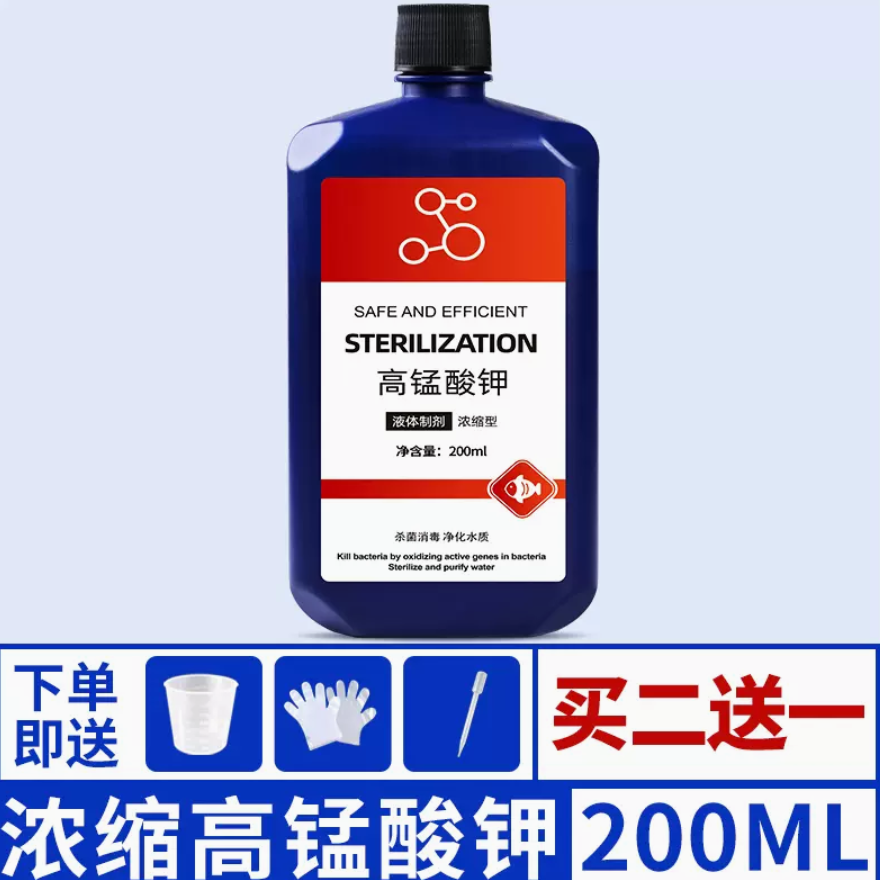 SAFE AND EFFICIENT
STERILIZATION
高锰酸钾
液体制剂 浓缩型
净含量：200ml
杀菌消毒 净化水质
Kill bacteria by oxidizing active genes in bacteria
Sterilize and purify water
下单
即送
买二送一
浓缩高锰酸钾
200ML